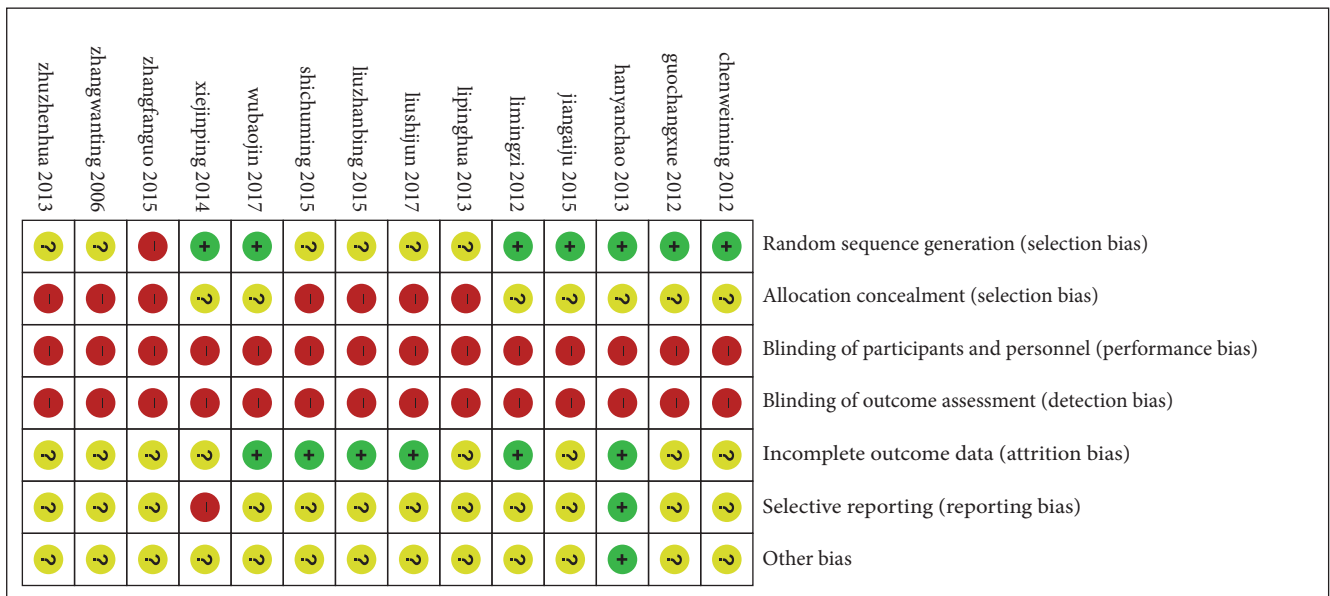 zhuzhenhua 2013
zhangwanting 2006
zhangfanguo 2015
xiejinping 2014
wubaojin 2017
shichuming 2015
liuzhanbing 2015
liushijun 2017
lipinghua 2013
limingzi 2012
jiangaiju 2015
hanyanchao 2013
guochangxue 2012
chenweiming 2012
? ? – + + ? ? ? ? + + + + + Random sequence generation (selection bias)
– – – ? ? – – – – ? ? ? ? ? Allocation concealment (selection bias)
– – – – – – – – – – – – – – Blinding of participants and personnel (performance bias)
– – – – – – – – – – – – – – Blinding of outcome assessment (detection bias)
? ? ? ? + + + + ? + ? + ? ? Incomplete outcome data (attrition bias)
? ? ? – ? ? ? ? ? ? ? + ? ? Selective reporting (reporting bias)
? ? ? ? ? ? ? ? ? ? ? + ? ? Other bias